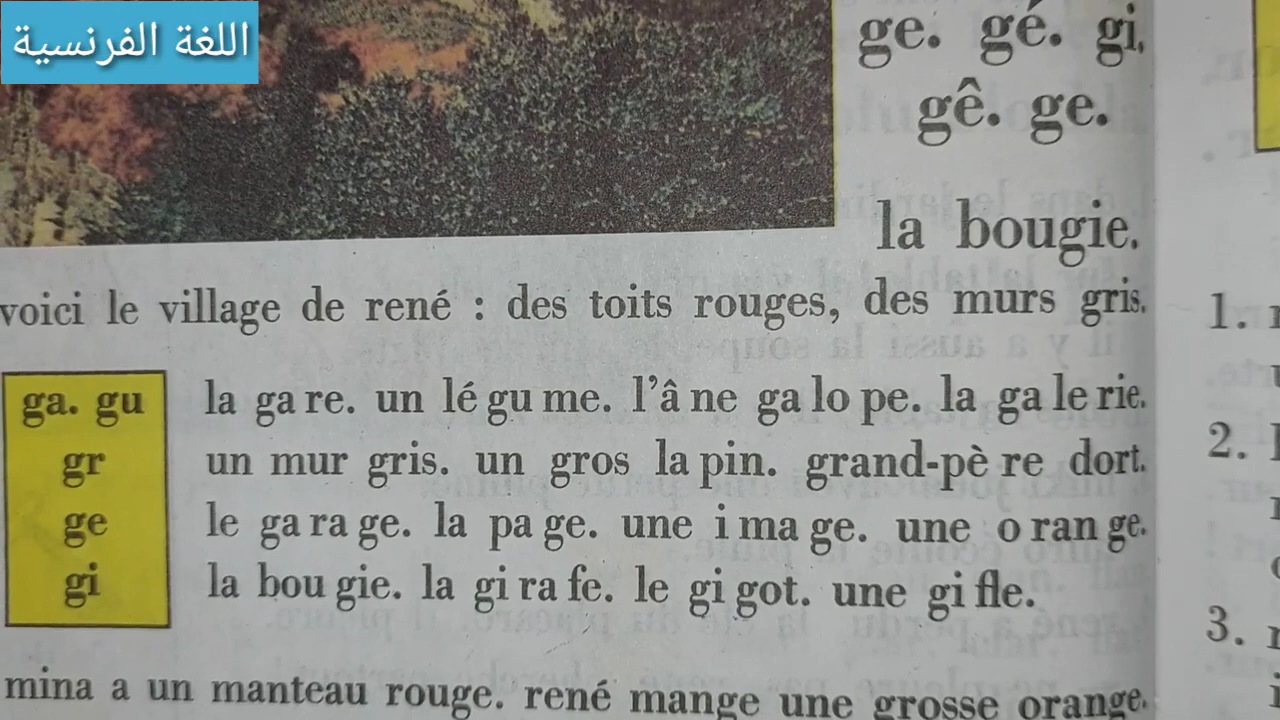 اللغة الفرنسية
ge. gé. gi.
gê. ge.
la bougie.
voici le village de rené : des toits rouges, des murs gris.
ga. gu la ga re. un lé gu me. l'â ne ga lo pe. la ga le rie.
gr un mur gris. un gros la pin. grand-pè re dort.
ge le ga ra ge. la pa ge. une i ma ge. une o ran ge.
gi la bou gie. la gi ra fe. le gi got. une gi fle.
mina a un manteau rouge. rené mange une grosse orange.
1.
2.
3.